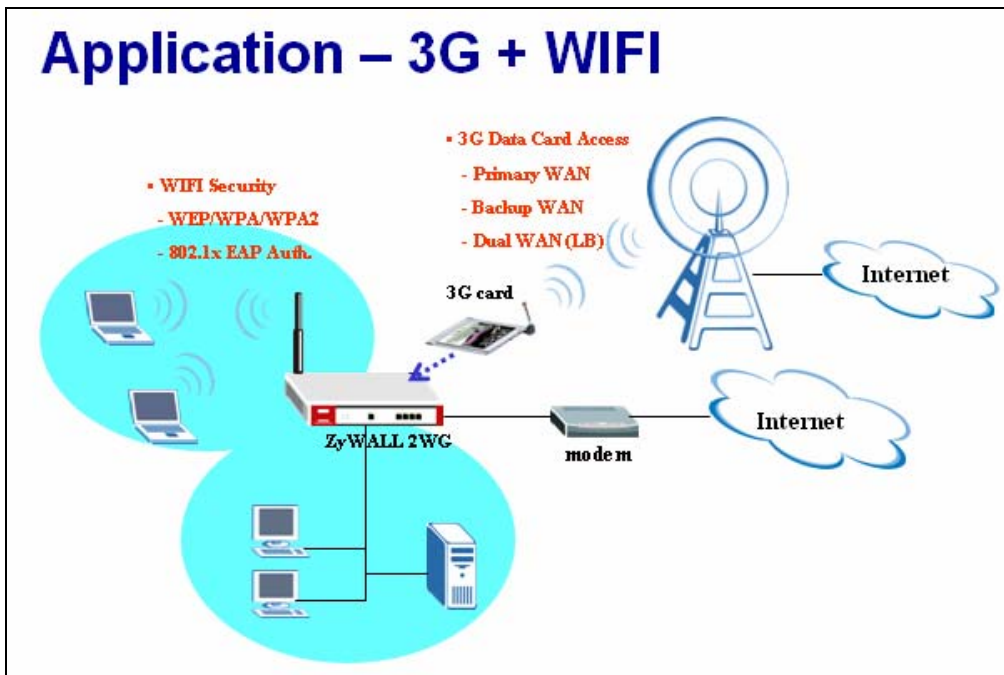 Application – 3G + WIFI
▪ 3G Data Card Access
- Primary WAN
- Backup WAN
- Dual WAN (LB)
▪ WIFI Security
- WEP/WPA/WPA2
- 802.1x EAP Auth.
3G card
Internet
ZyWALL 2WG
modem
Internet